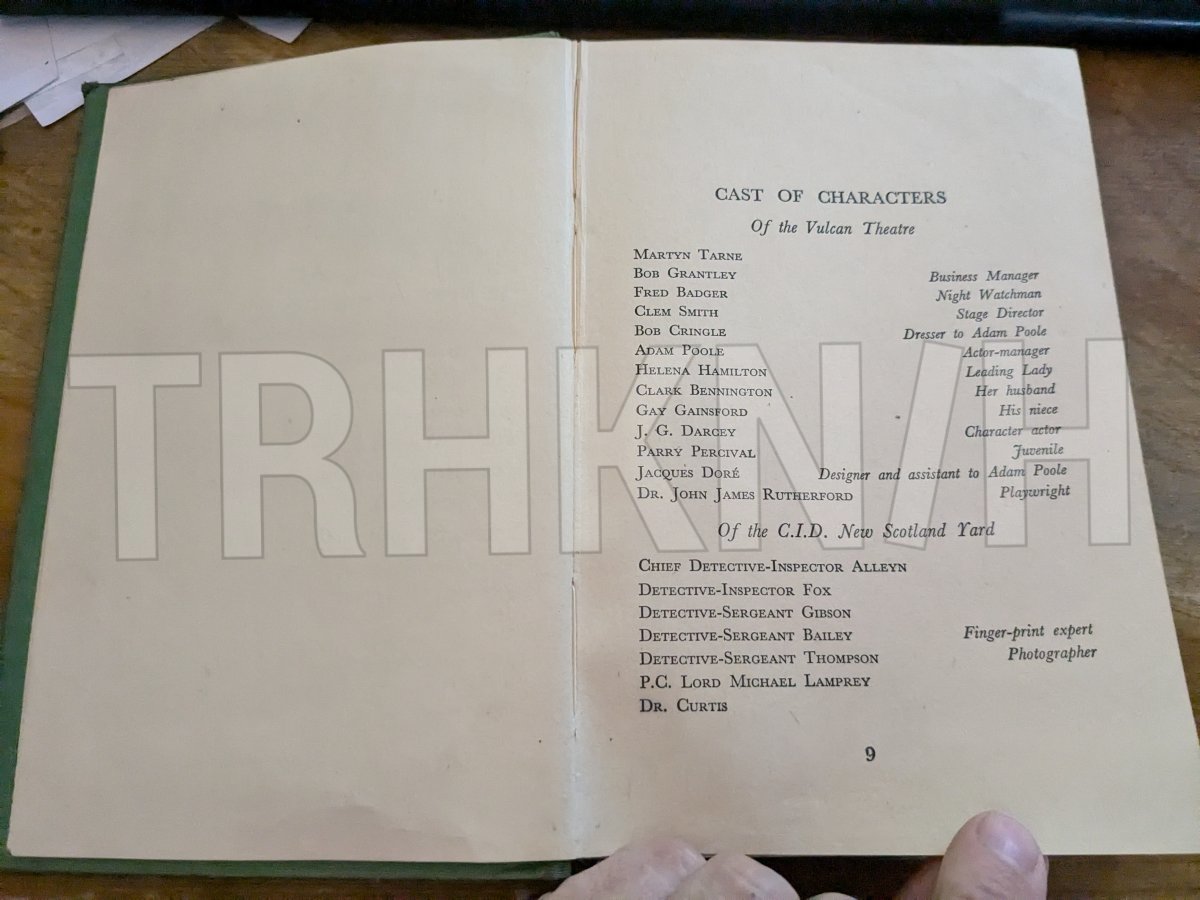 CAST OF CHARACTERS
Of the Vulcan Theatre
MARTYN TARNE
BOB GRANTLEY Business Manager
FRED BADGER Night Watchman
CLEM SMITH Stage Director
BOB CRINGLE Dresser to Adam Poole
ADAM POOLE Actor-manager
HELENA HAMILTON Leading Lady
CLARK BENNINGTON Her husband
GAY GAINSFORD His niece
J. G. DARCEY Character actor
PARRY PERCIVAL Juvenile
JACQUES DORÉ Designer and assistant to Adam Poole
DR. JOHN JAMES RUTHERFORD Playwright
Of the C.I.D. New Scotland Yard
CHIEF DETECTIVE-INSPECTOR ALLEYN
DETECTIVE-INSPECTOR FOX
DETECTIVE-SERGEANT GIBSON
DETECTIVE-SERGEANT BAILEY Finger-print expert
DETECTIVE-SERGEANT THOMPSON Photographer
P.C. LORD MICHAEL LAMPREY
DR. CURTIS
9
TRHKN/H